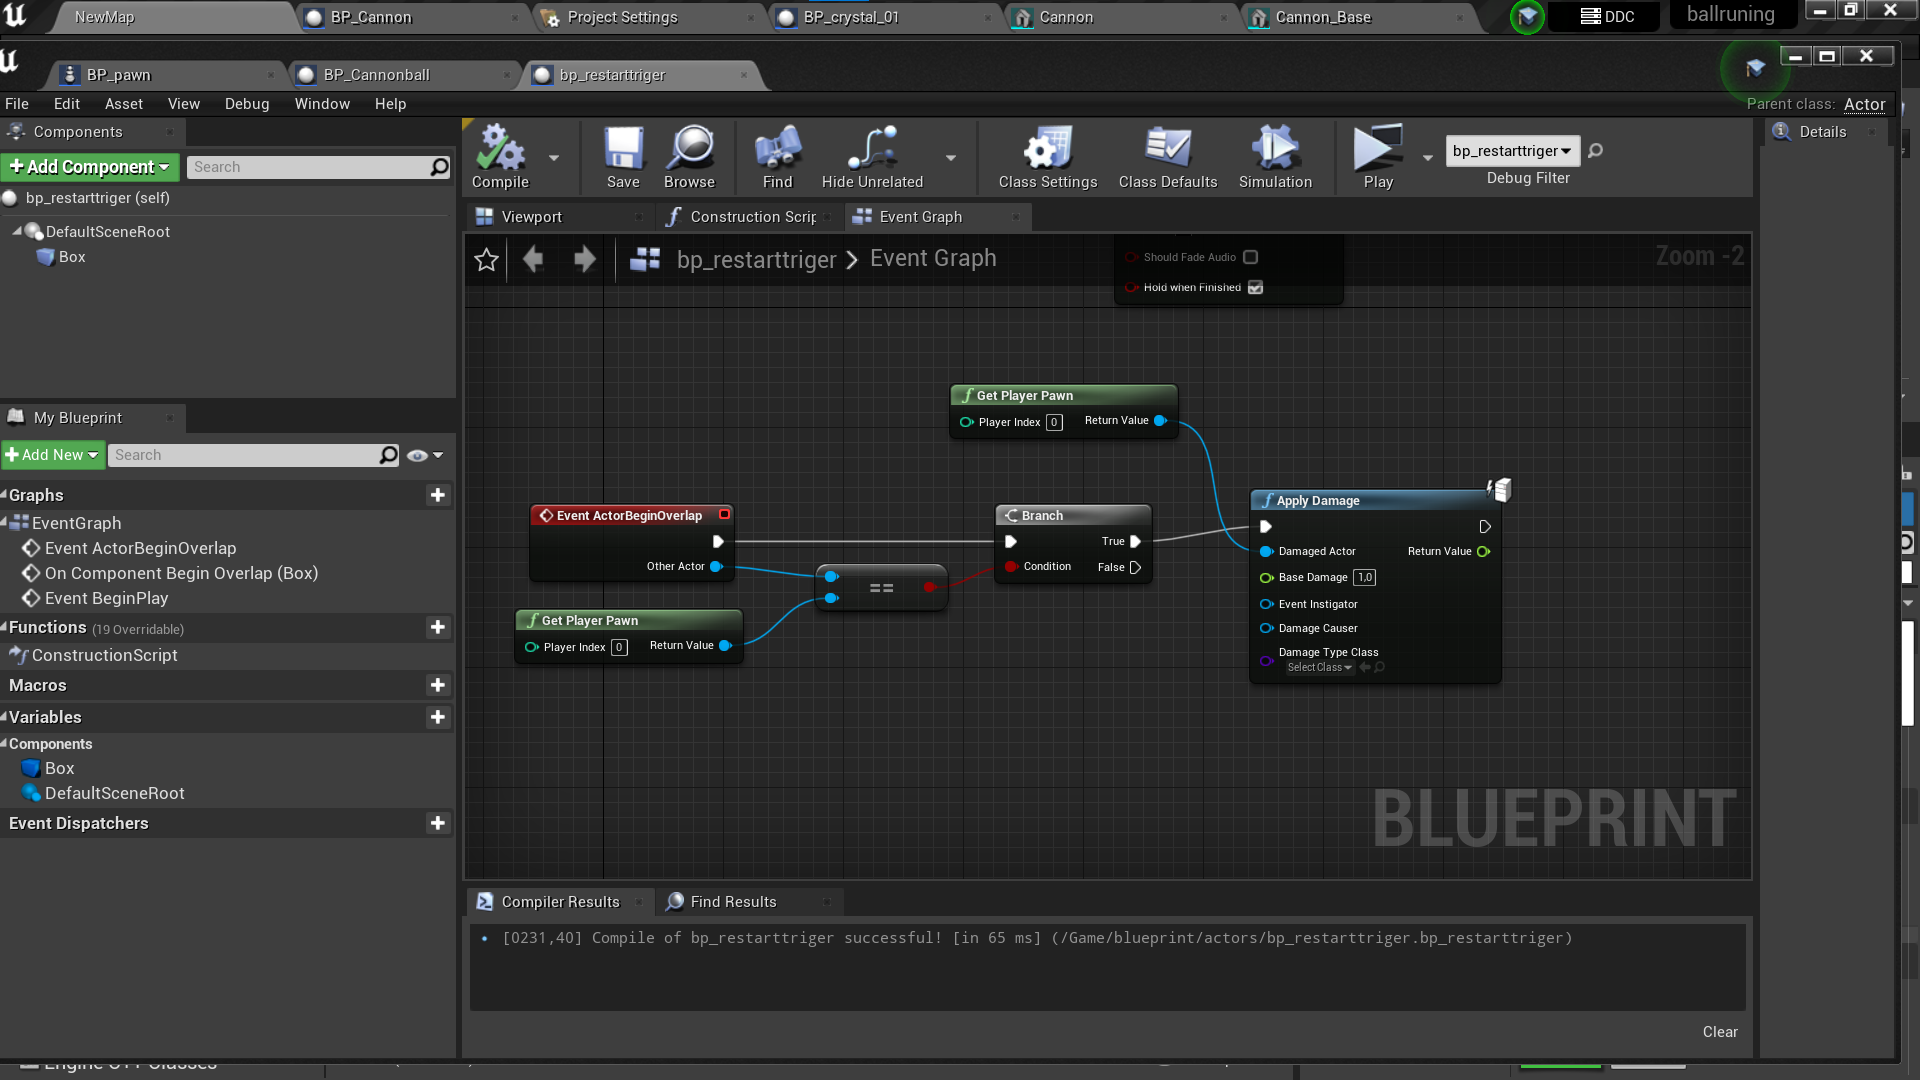 NewMap
BP_Cannon
Project Settings
BP_crystal_01
Cannon
Cannon_Base
DDC
ballruning
BP_pawn
BP_Cannonball
bp_restarttriger
File Edit Asset View Debug Window Help
Parent class: Actor
Components
Details
Add Component
Search
bp_restarttriger (self)
DefaultSceneRoot
Box
Compile
Save
Browse
Find
Hide Unrelated
Class Settings
Class Defaults
Simulation
Play
bp_restarttriger
Debug Filter
Viewport
Construction Scrip
Event Graph
bp_restarttriger > Event Graph
Zoom -2
Should Fade Audio
Hold when Finished
Get Player Pawn
Player Index 0
Return Value
Apply Damage
Damaged Actor
Return Value
Base Damage 1,0
Event Instigator
Damage Causer
Damage Type Class
Select Class
Event ActorBeginOverlap
Other Actor
Branch
True
Condition
False
==
Get Player Pawn
Player Index 0
Return Value
BLUEPRINT
My Blueprint
Add New
Search
Graphs
EventGraph
Event ActorBeginOverlap
On Component Begin Overlap (Box)
Event BeginPlay
Functions (19 Overridable)
ConstructionScript
Macros
Variables
Components
Box
DefaultSceneRoot
Event Dispatchers
Compiler Results
Find Results
[0231,40] Compile of bp_restarttriger successful! [in 65 ms] (/Game/blueprint/actors/bp_restarttriger.bp_restarttriger)
Clear